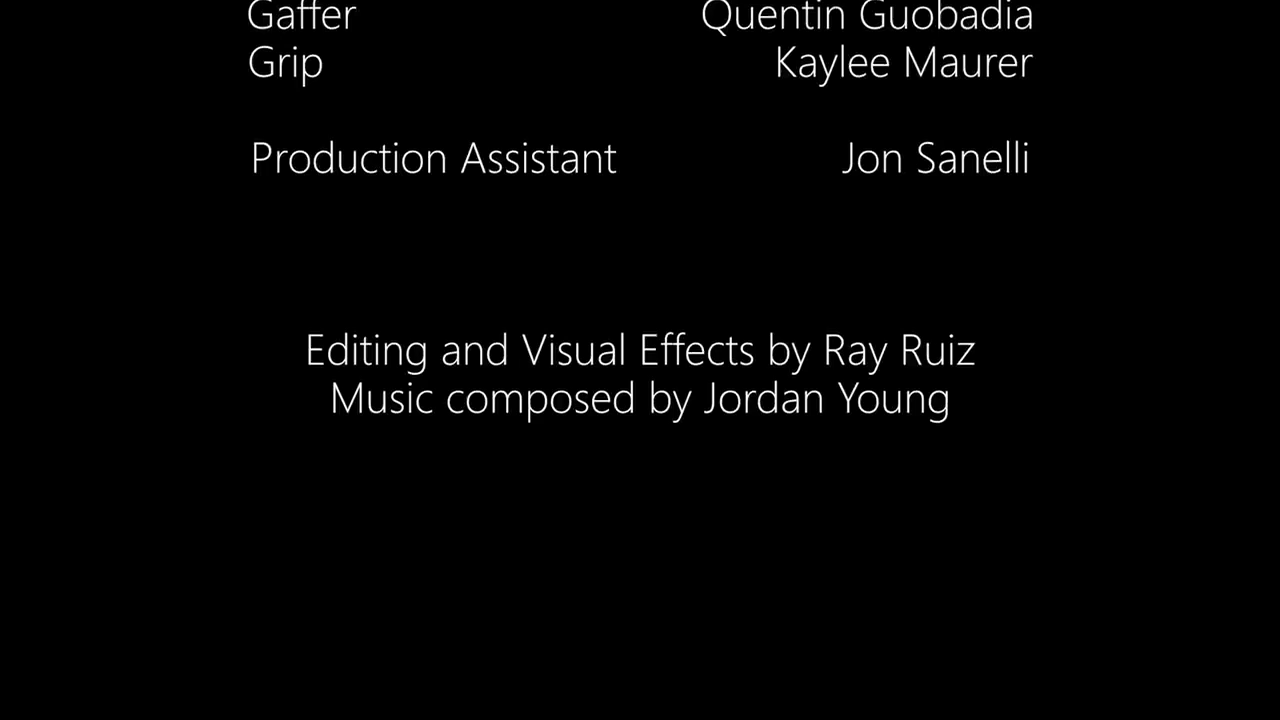 Gaffer Quentin Guobadia
Grip Kaylee Maurer
Production Assistant Jon Sanelli
Editing and Visual Effects by Ray Ruiz
Music composed by Jordan Young